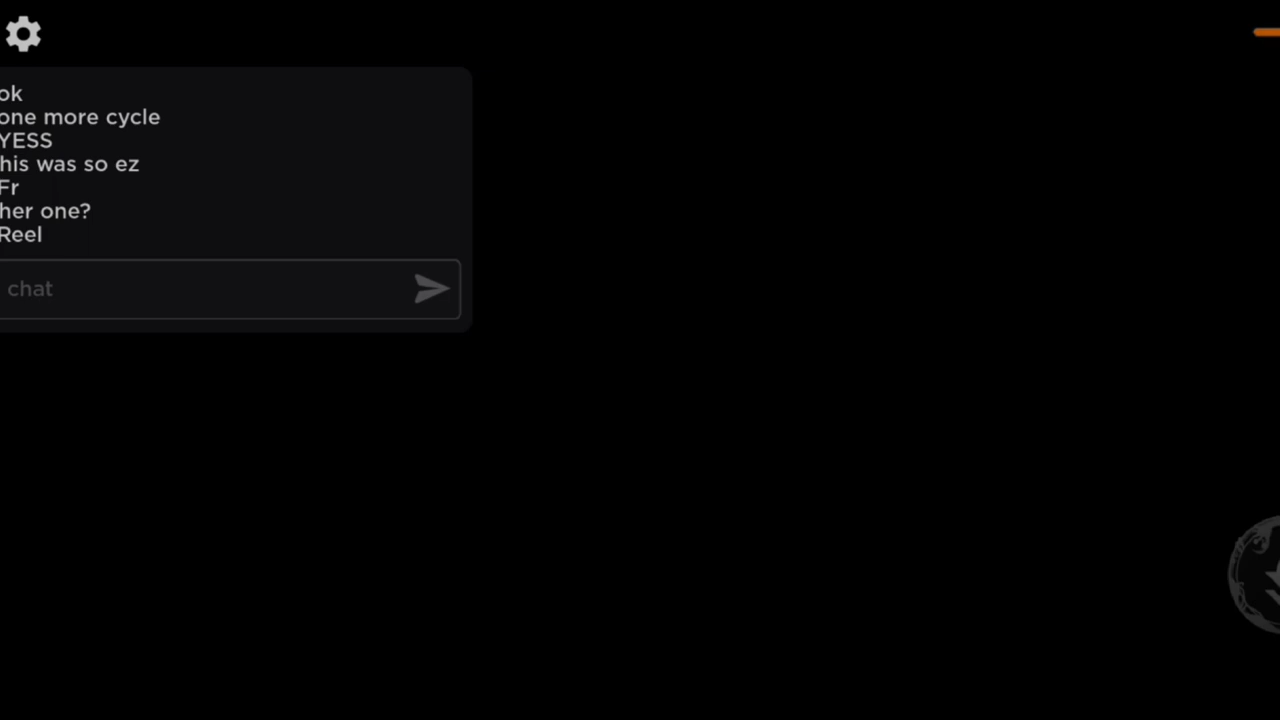 ok
one more cycle
YESS
his was so ez
Fr
her one?
Reel
chat